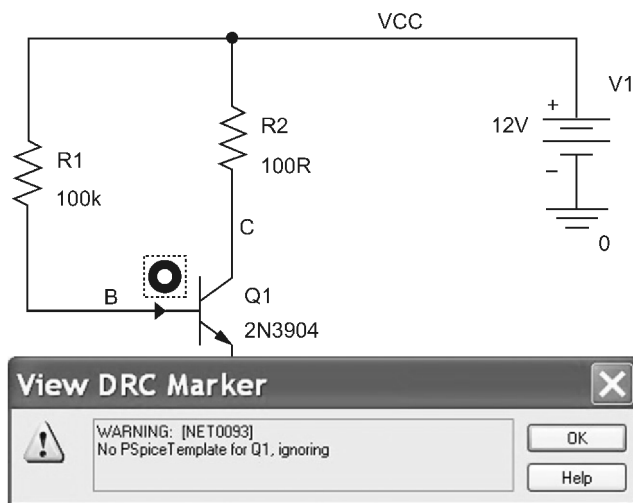 VCC
V1
+
12V
−
0
R1
100k
R2
100R
C
B
Q1
2N3904
View DRC Marker
WARNING: [NET0093]
No PSpiceTemplate for Q1, ignoring
OK
Help